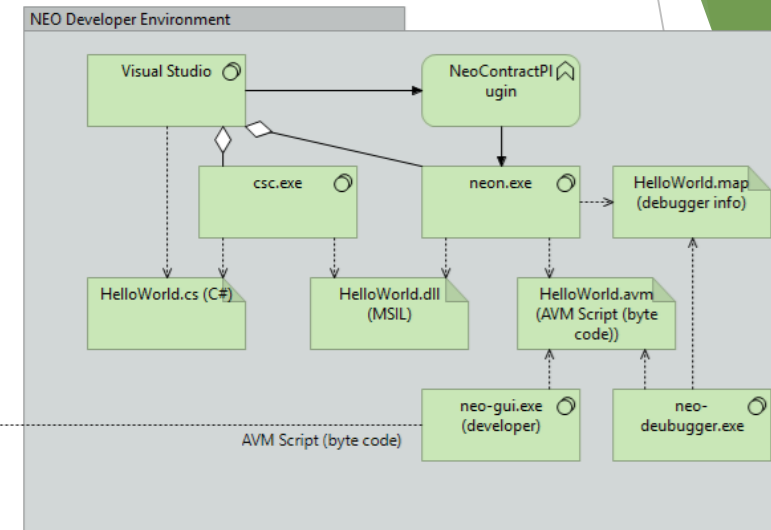 NEO Developer Environment
Visual Studio
NeoContractPl
ugin
csc.exe
neon.exe
HelloWorld.map
(debugger info)
HelloWorld.cs (C#)
HelloWorld.dll
(MSIL)
HelloWorld.avm
(AVM Script (byte
code))
neo-gui.exe
(developer)
neo-
deubugger.exe
AVM Script (byte code)